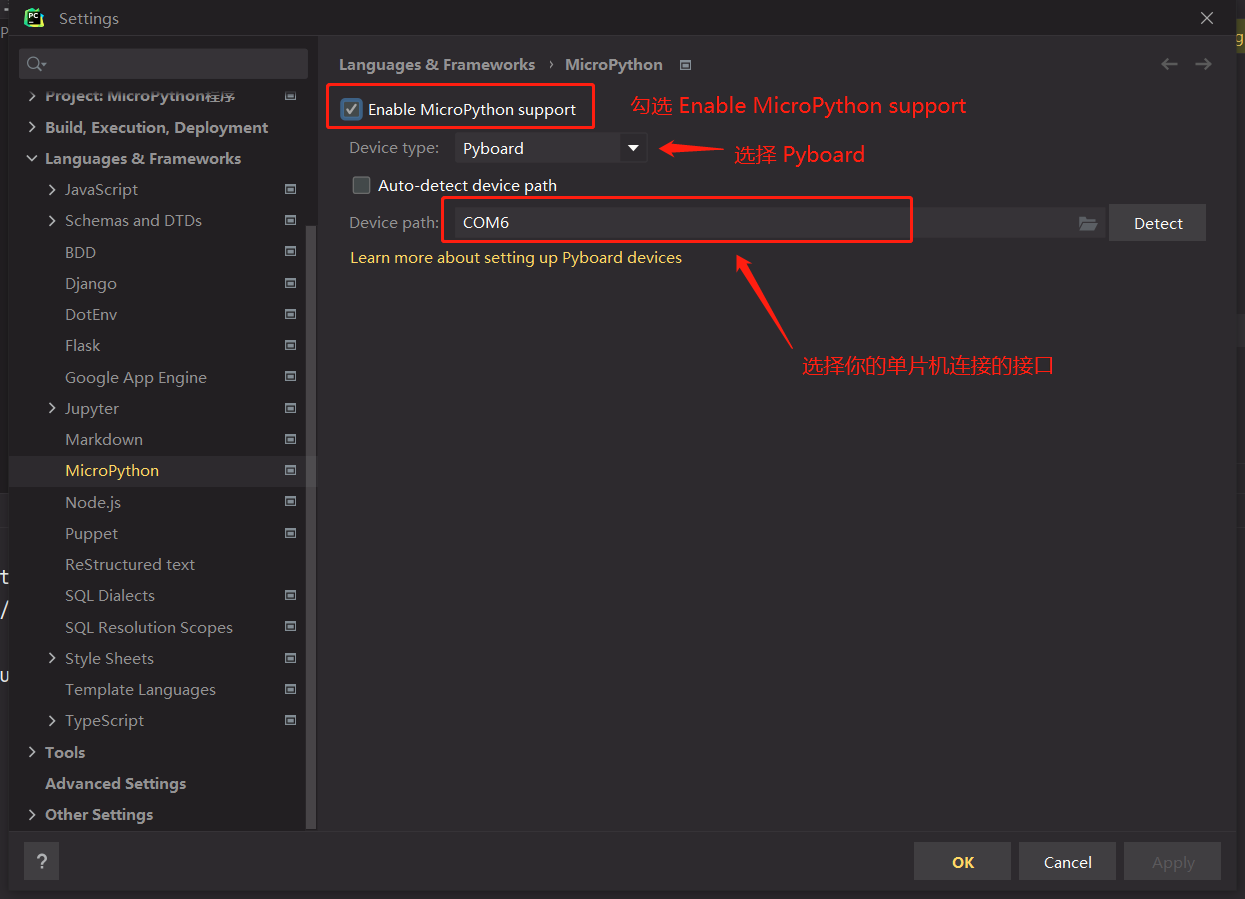 Settings
Languages & Frameworks › MicroPython
Project: MicroPython程序
Build, Execution, Deployment
Languages & Frameworks
JavaScript
Schemas and DTDs
BDD
Django
DotEnv
Flask
Google App Engine
Jupyter
Markdown
MicroPython
Node.js
Puppet
ReStructured text
SQL Dialects
SQL Resolution Scopes
Style Sheets
Template Languages
TypeScript
Tools
Advanced Settings
Other Settings
Enable MicroPython support
勾选 Enable MicroPython support
Device type: Pyboard
选择 Pyboard
Auto-detect device path
Device path: COM6 Detect
Learn more about setting up Pyboard devices
选择你的单片机连接的接口
? OK Cancel Apply